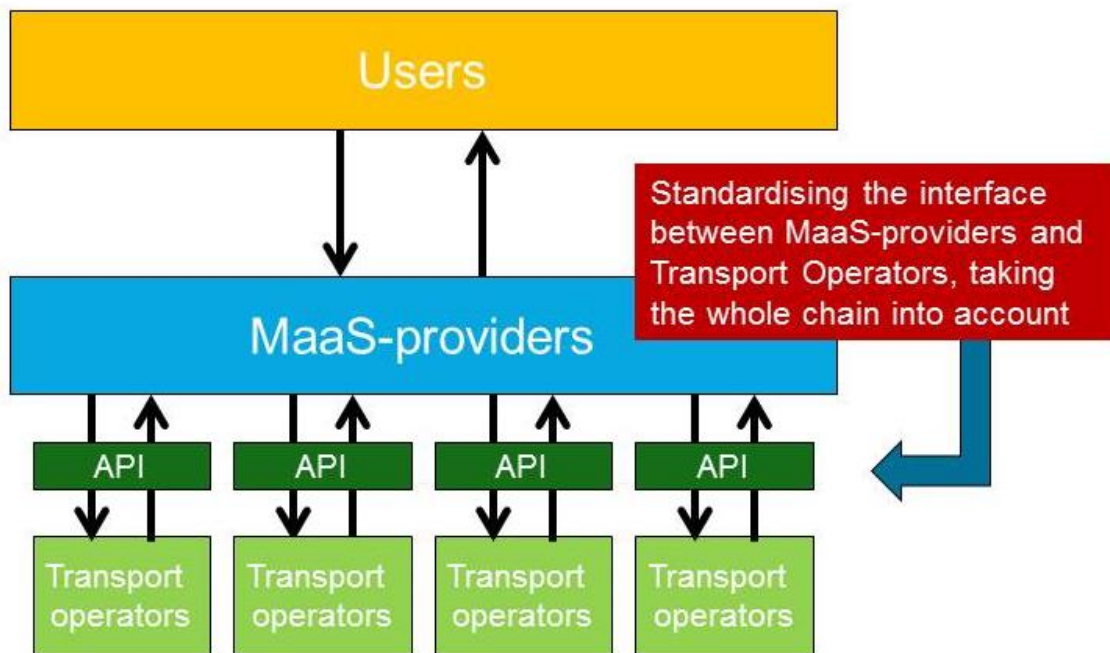 Users
Standardising the interface
between MaaS-providers and
Transport Operators, taking
the whole chain into account
MaaS-providers
API API API API
Transport Transport Transport Transport
operators operators operators operators